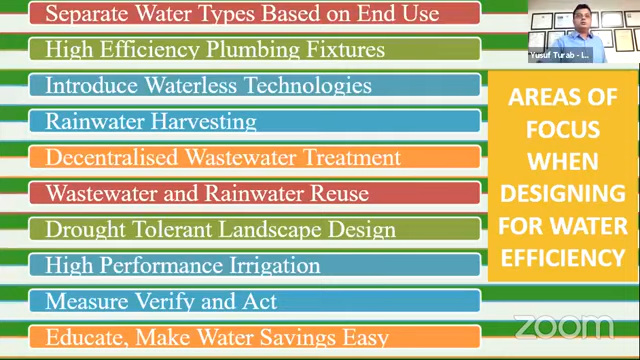 Separate Water Types Based on End Use
High Efficiency Plumbing Fixtures
Introduce Waterless Technologies
Rainwater Harvesting
Decentralised Wastewater Treatment
Wastewater and Rainwater Reuse
Drought Tolerant Landscape Design
High Performance Irrigation
Measure Verify and Act
Educate, Make Water Savings Easy
Yusuf Turab - L...
AREAS OF
FOCUS
WHEN
DESIGNING
FOR WATER
EFFICIENCY
zoom